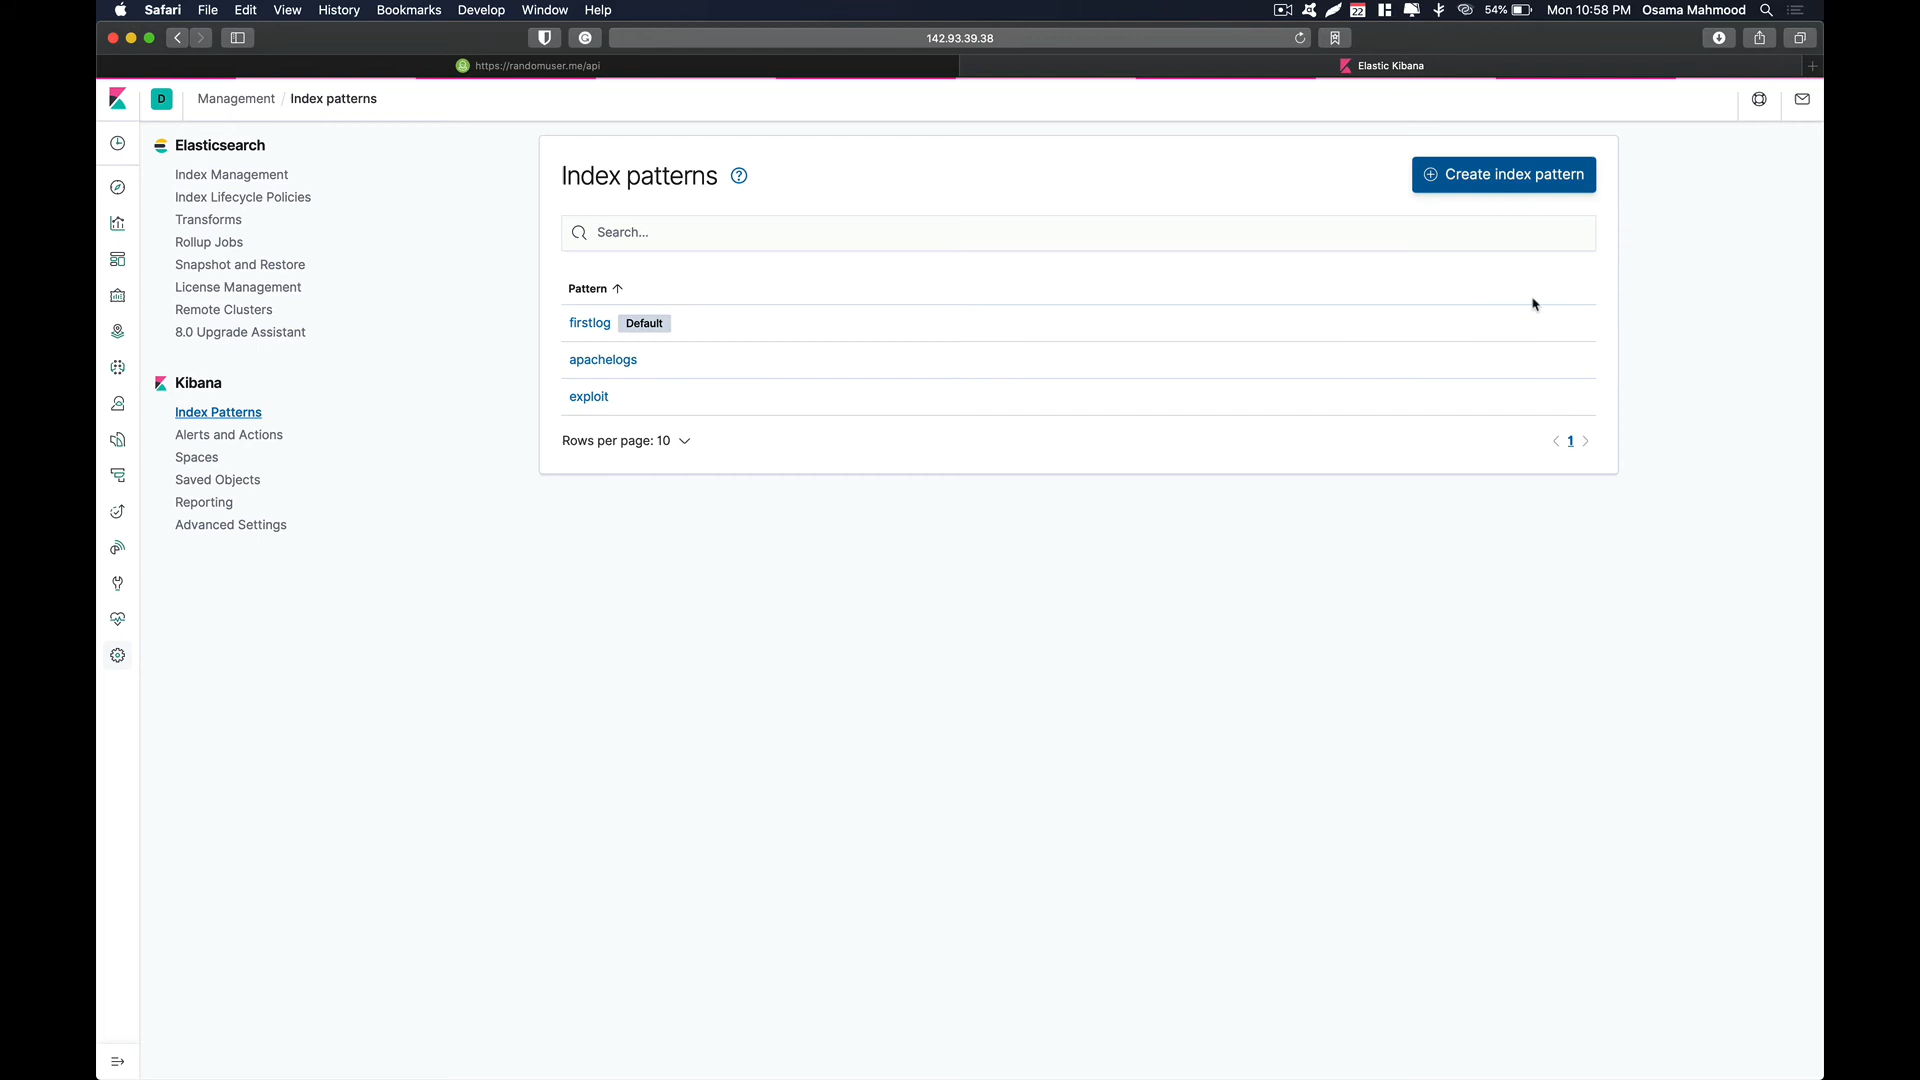 Safari File Edit View History Bookmarks Develop Window Help 22 54% Mon 10:58 PM Osama Mahmood
142.93.39.38
https://randomuser.me/api Elastic Kibana
D Management / Index patterns
Elasticsearch
Index Management
Index Lifecycle Policies
Transforms
Rollup Jobs
Snapshot and Restore
License Management
Remote Clusters
8.0 Upgrade Assistant
Kibana
Index Patterns
Alerts and Actions
Spaces
Saved Objects
Reporting
Advanced Settings
Index patterns ? Create index pattern
Search...
Pattern
firstlog Default
apachelogs
exploit
Rows per page: 10 1